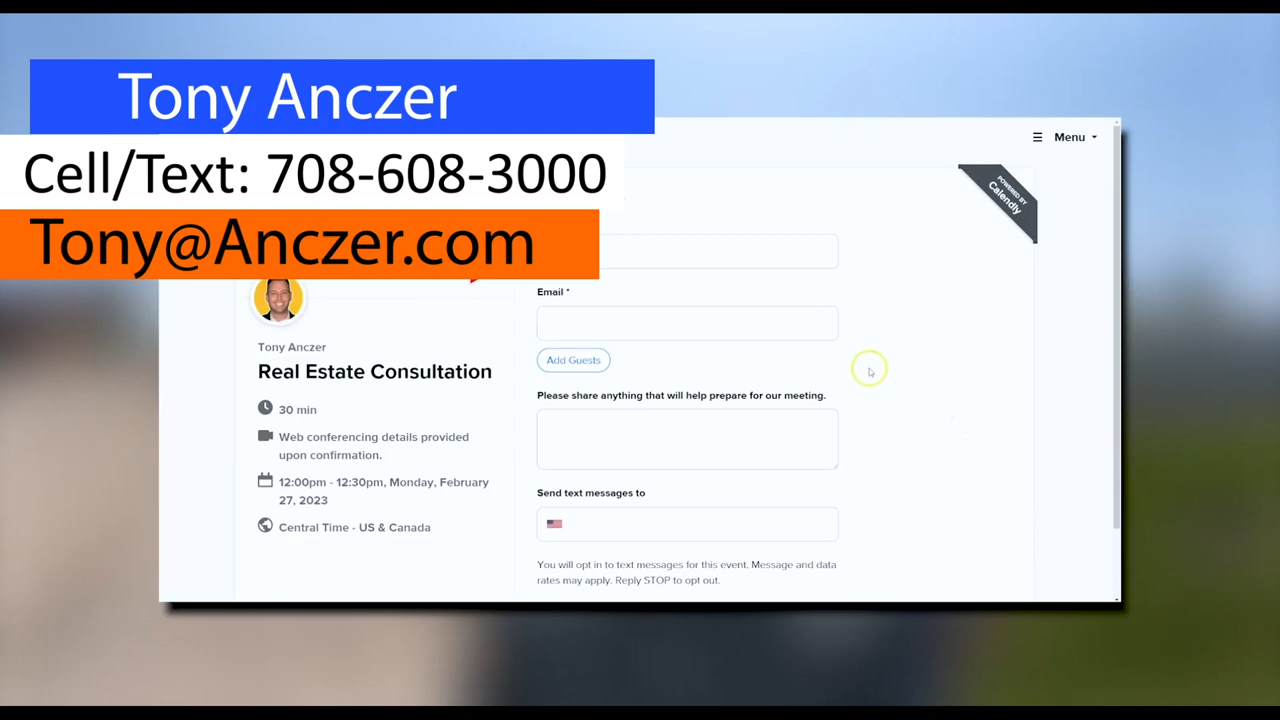 Tony Anczer
Cell/Text: 708-608-3000
Tony@Anczer.com
Menu
POWERED BY
Calendly
Email *
Add Guests
Tony Anczer
Real Estate Consultation
30 min
Web conferencing details provided
upon confirmation.
12:00pm - 12:30pm, Monday, February
27, 2023
Central Time - US & Canada
Please share anything that will help prepare for our meeting.
Send text messages to
You will opt in to text messages for this event. Message and data
rates may apply. Reply STOP to opt out.